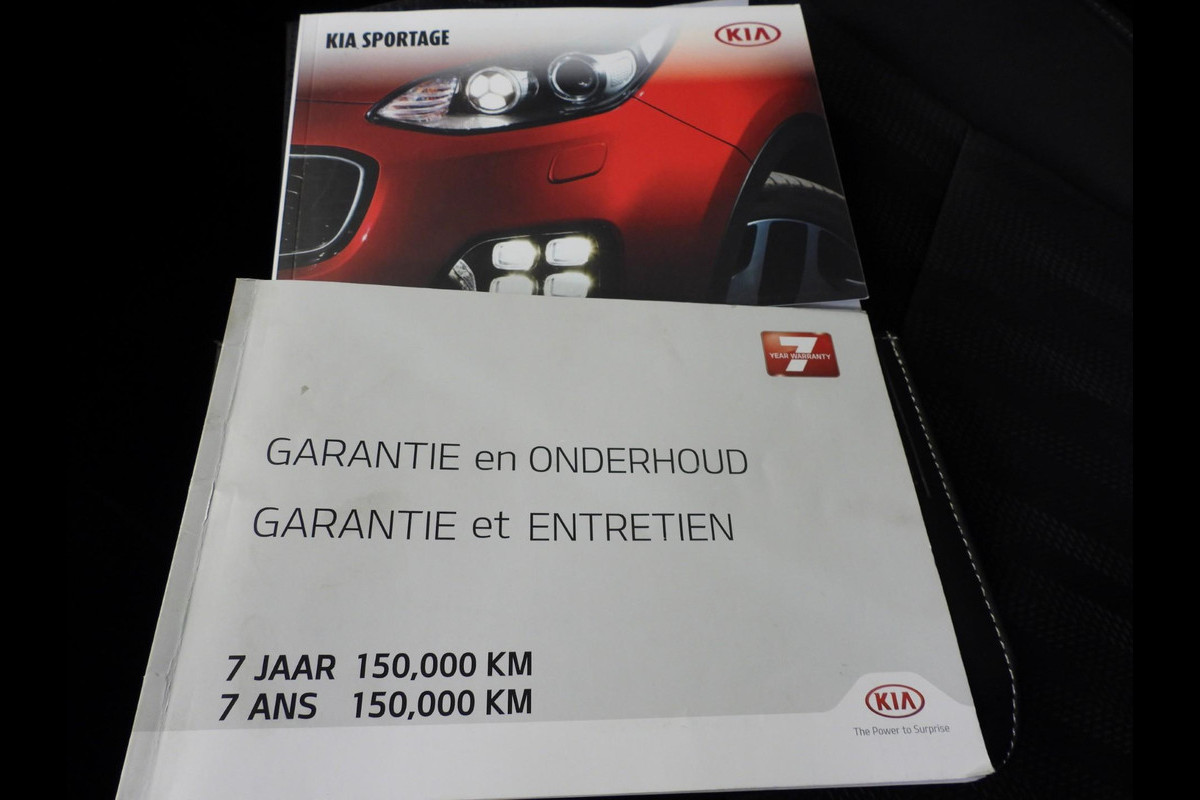 KIA SPORTAGE
KIA
7
YEAR WARRANTY
GARANTIE en ONDERHOUD
GARANTIE et ENTRETIEN
7 JAAR 150,000 KM
7 ANS 150,000 KM
KIA
The Power to Surprise